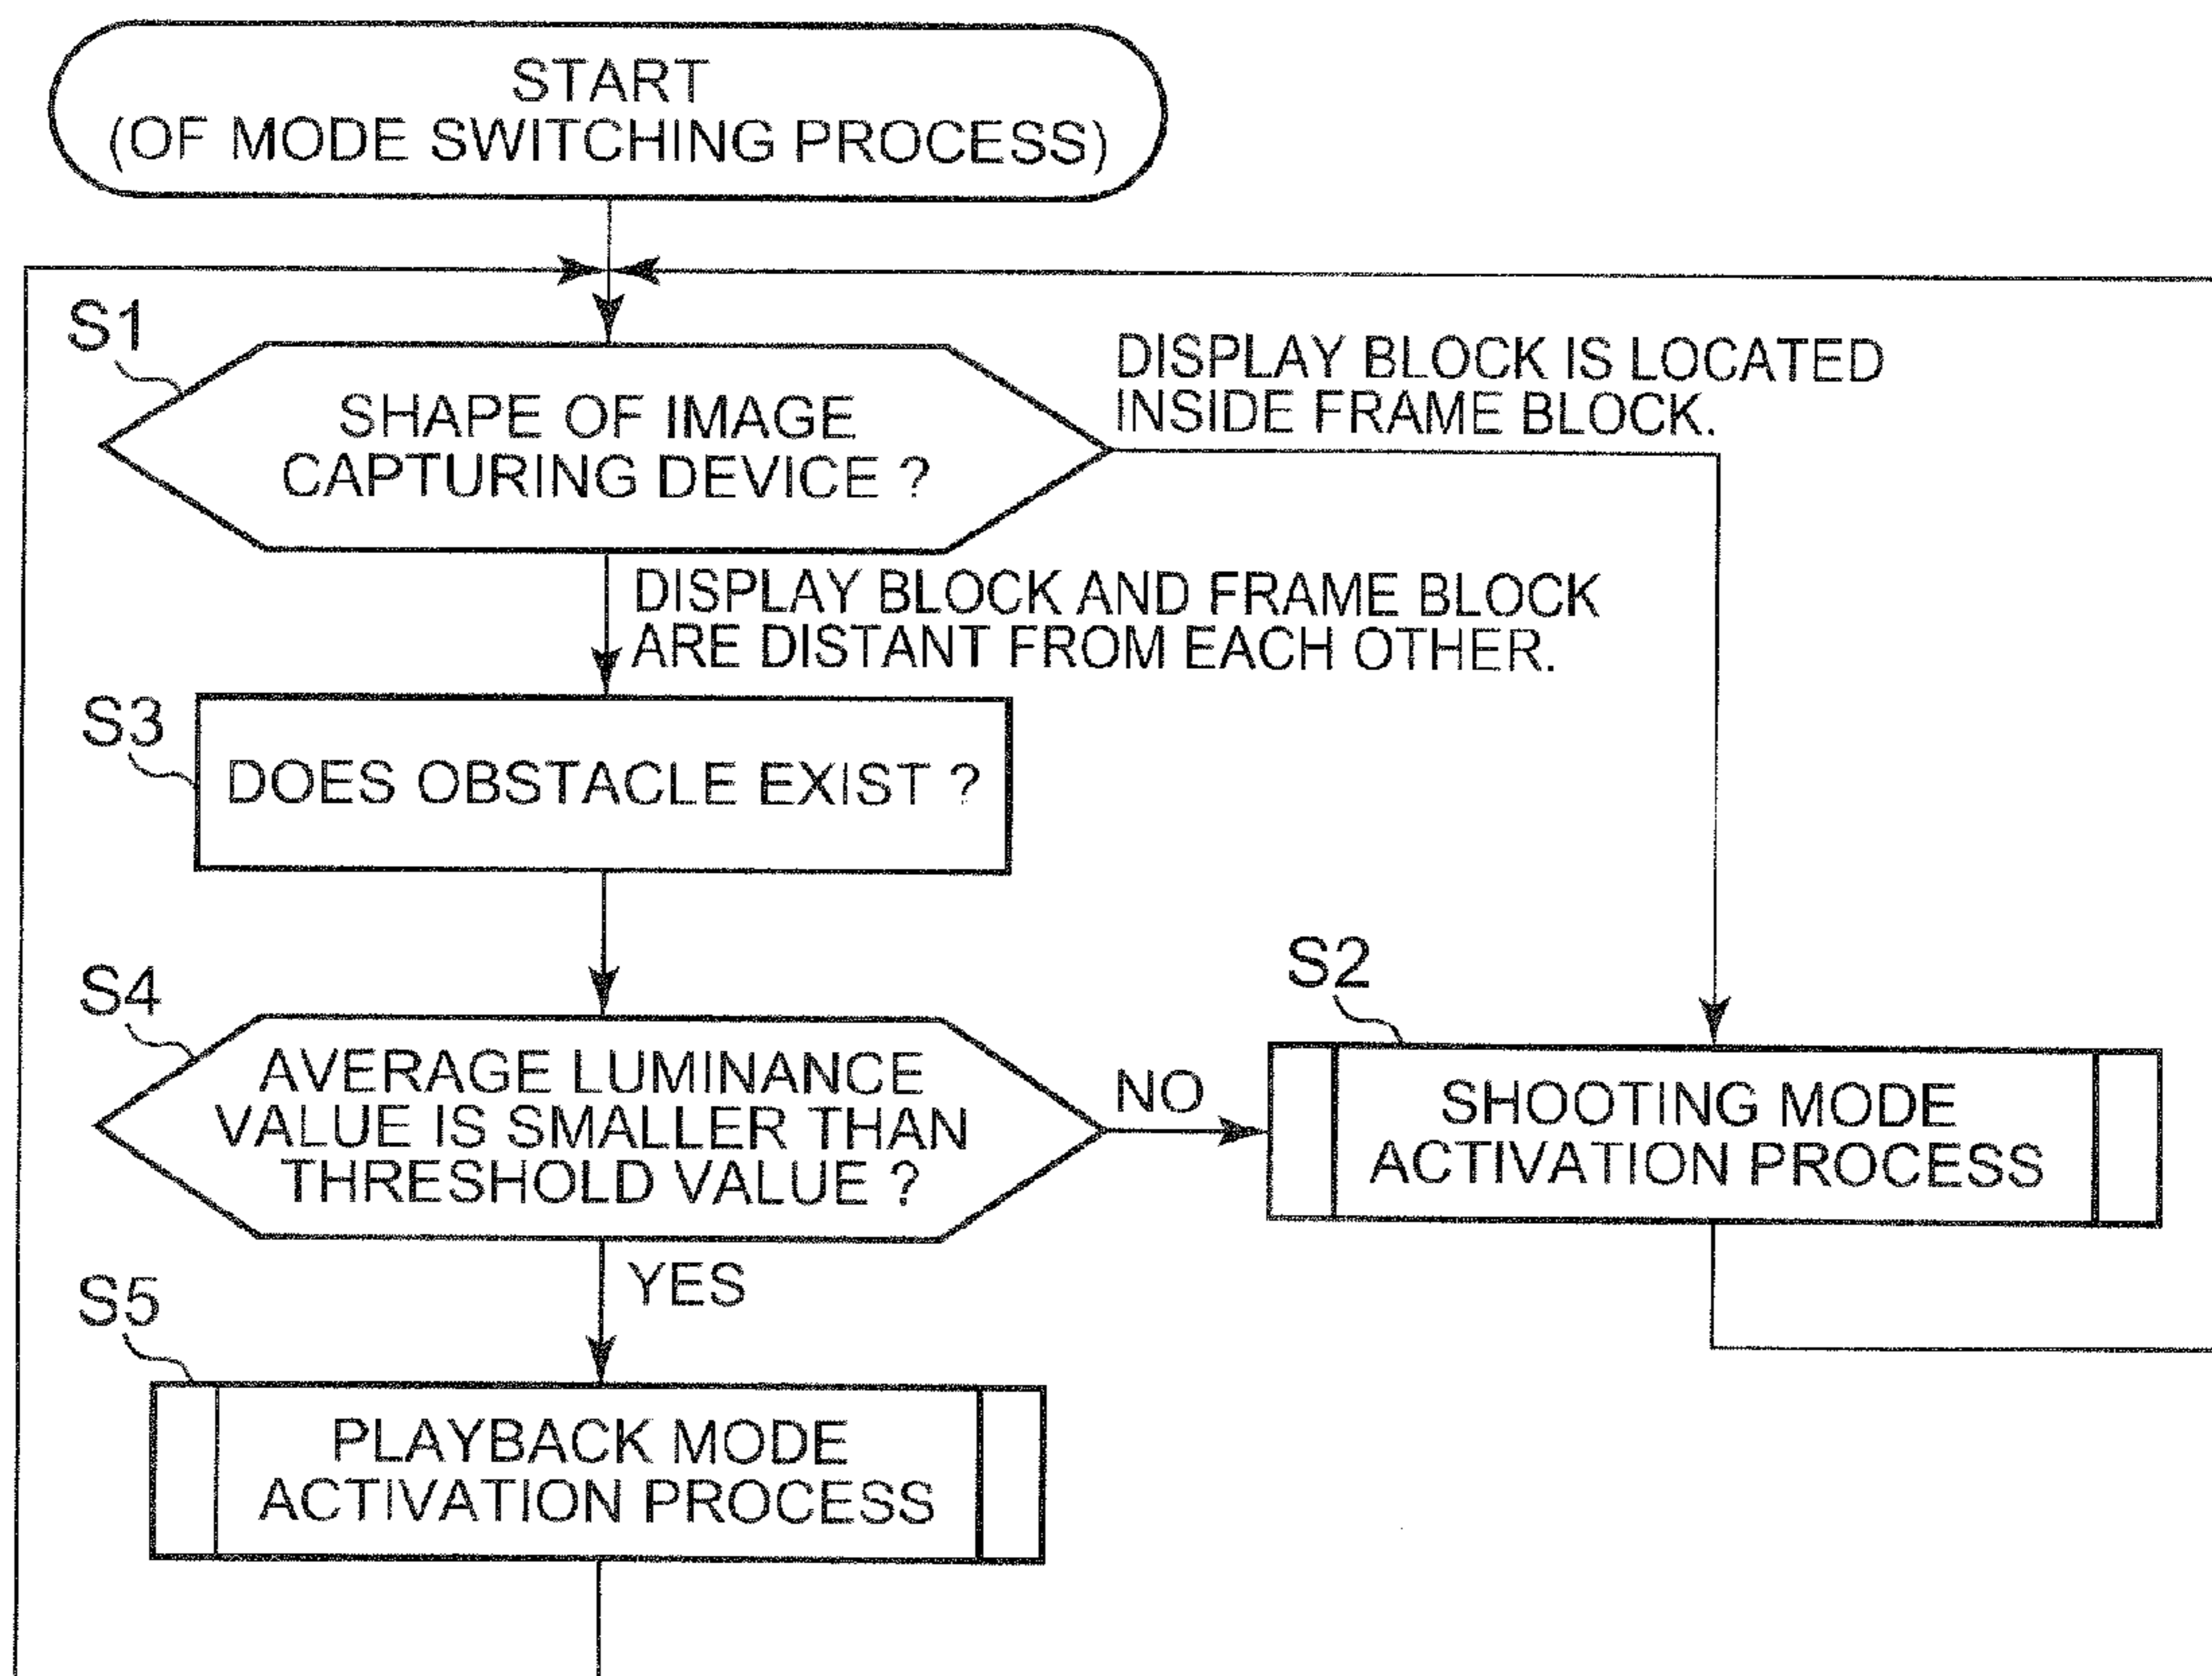 START
(OF MODE SWITCHING PROCESS)
S1
SHAPE OF IMAGE
CAPTURING DEVICE ?
DISPLAY BLOCK IS LOCATED
INSIDE FRAME BLOCK.
DISPLAY BLOCK AND FRAME BLOCK
ARE DISTANT FROM EACH OTHER.
S3
DOES OBSTACLE EXIST ?
S4
AVERAGE LUMINANCE
VALUE IS SMALLER THAN
THRESHOLD VALUE ?
NO
S2
SHOOTING MODE
ACTIVATION PROCESS
YES
S5
PLAYBACK MODE
ACTIVATION PROCESS